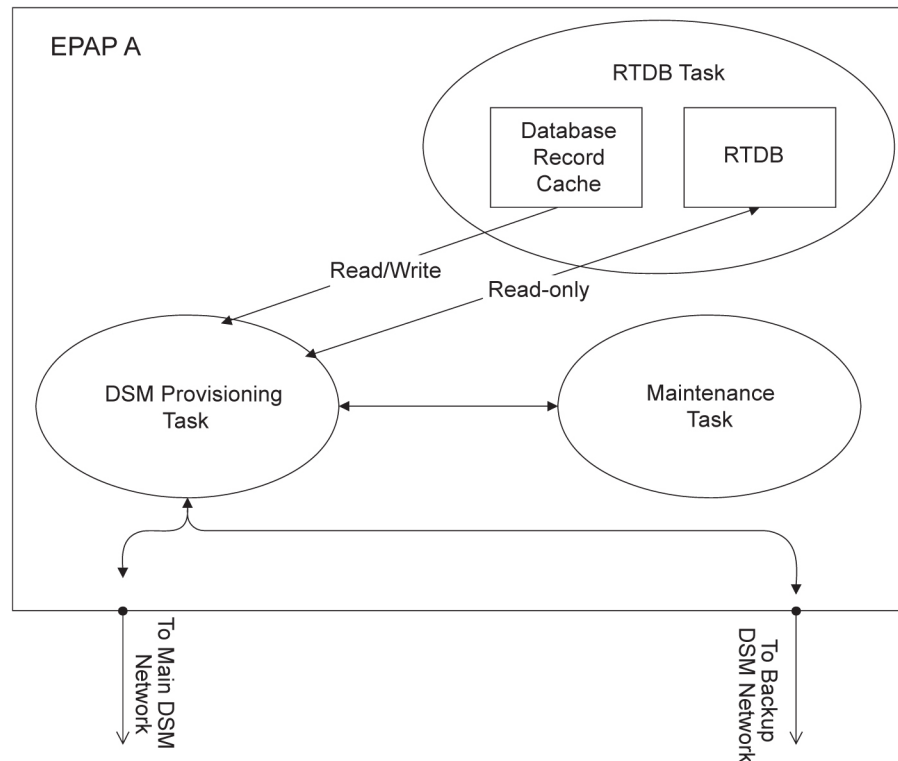 EPAP A
RTDB Task
Database
Record
Cache
RTDB
Read/Write
Read-only
DSM Provisioning
Task
Maintenance
Task
To Main DSM
Network
To Backup
DSM Network